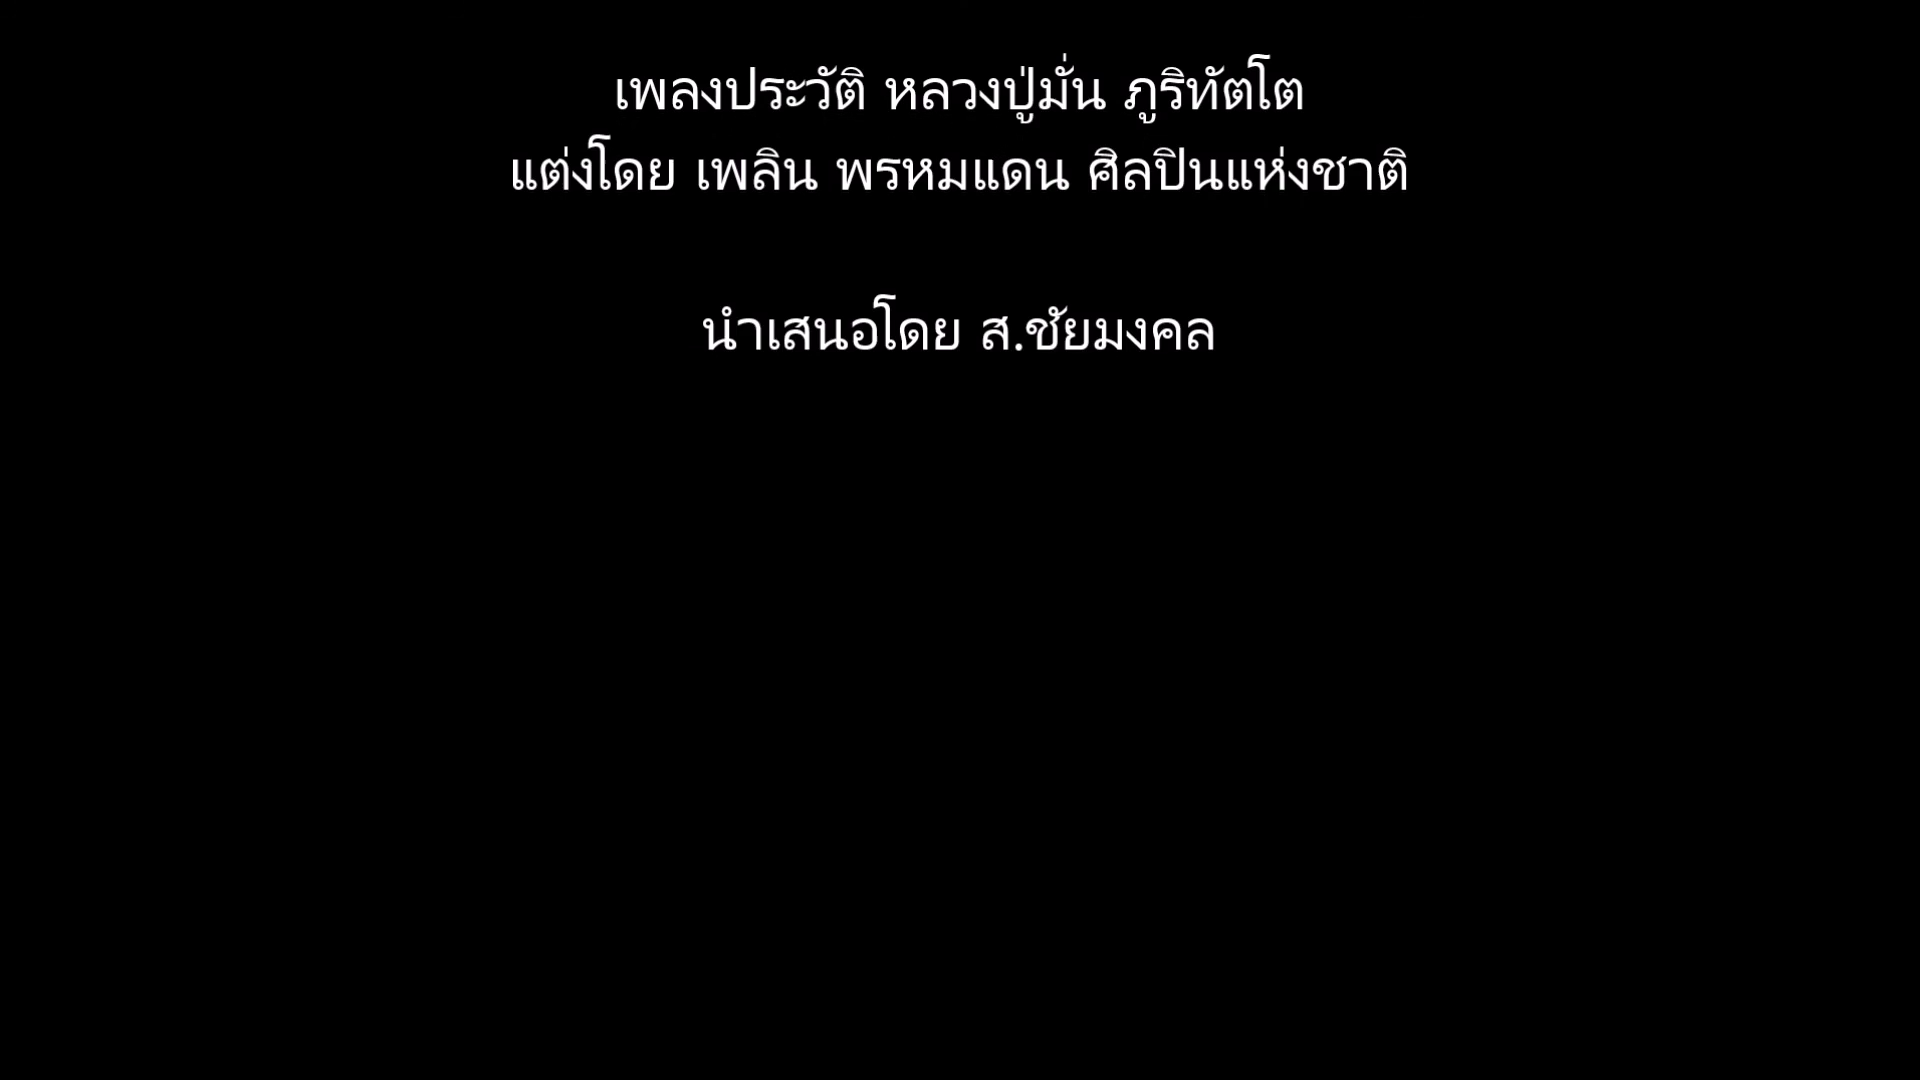 เพลงประวัติ หลวงปู่มั่น ภูริทัตโต
แต่งโดย เพลิน พรหมแดน ศิลปินแห่งชาติ
นำเสนอโดย ส.ชัยมงคล